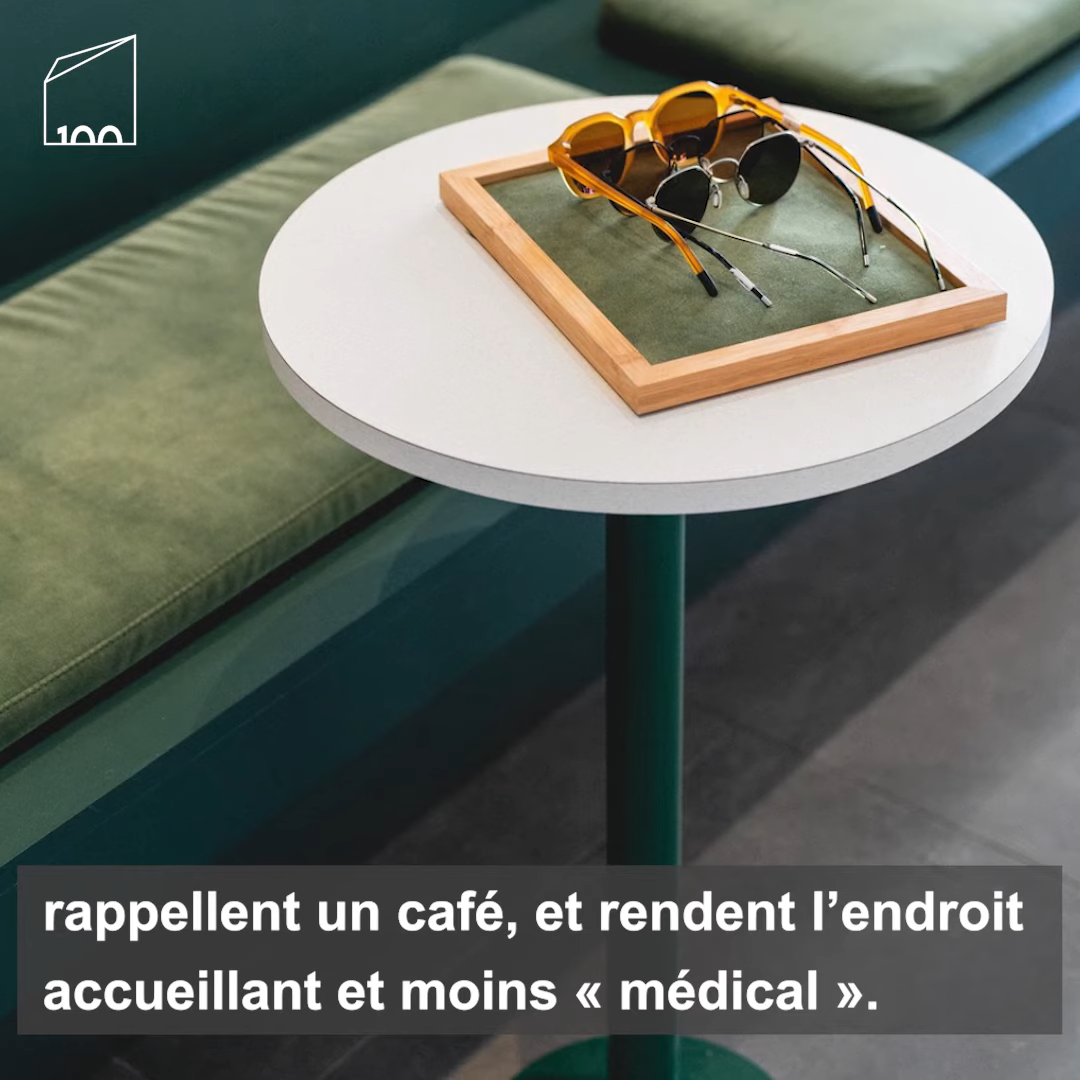 100
rappellent un café, et rendent l’endroit
accueillant et moins « médical ».